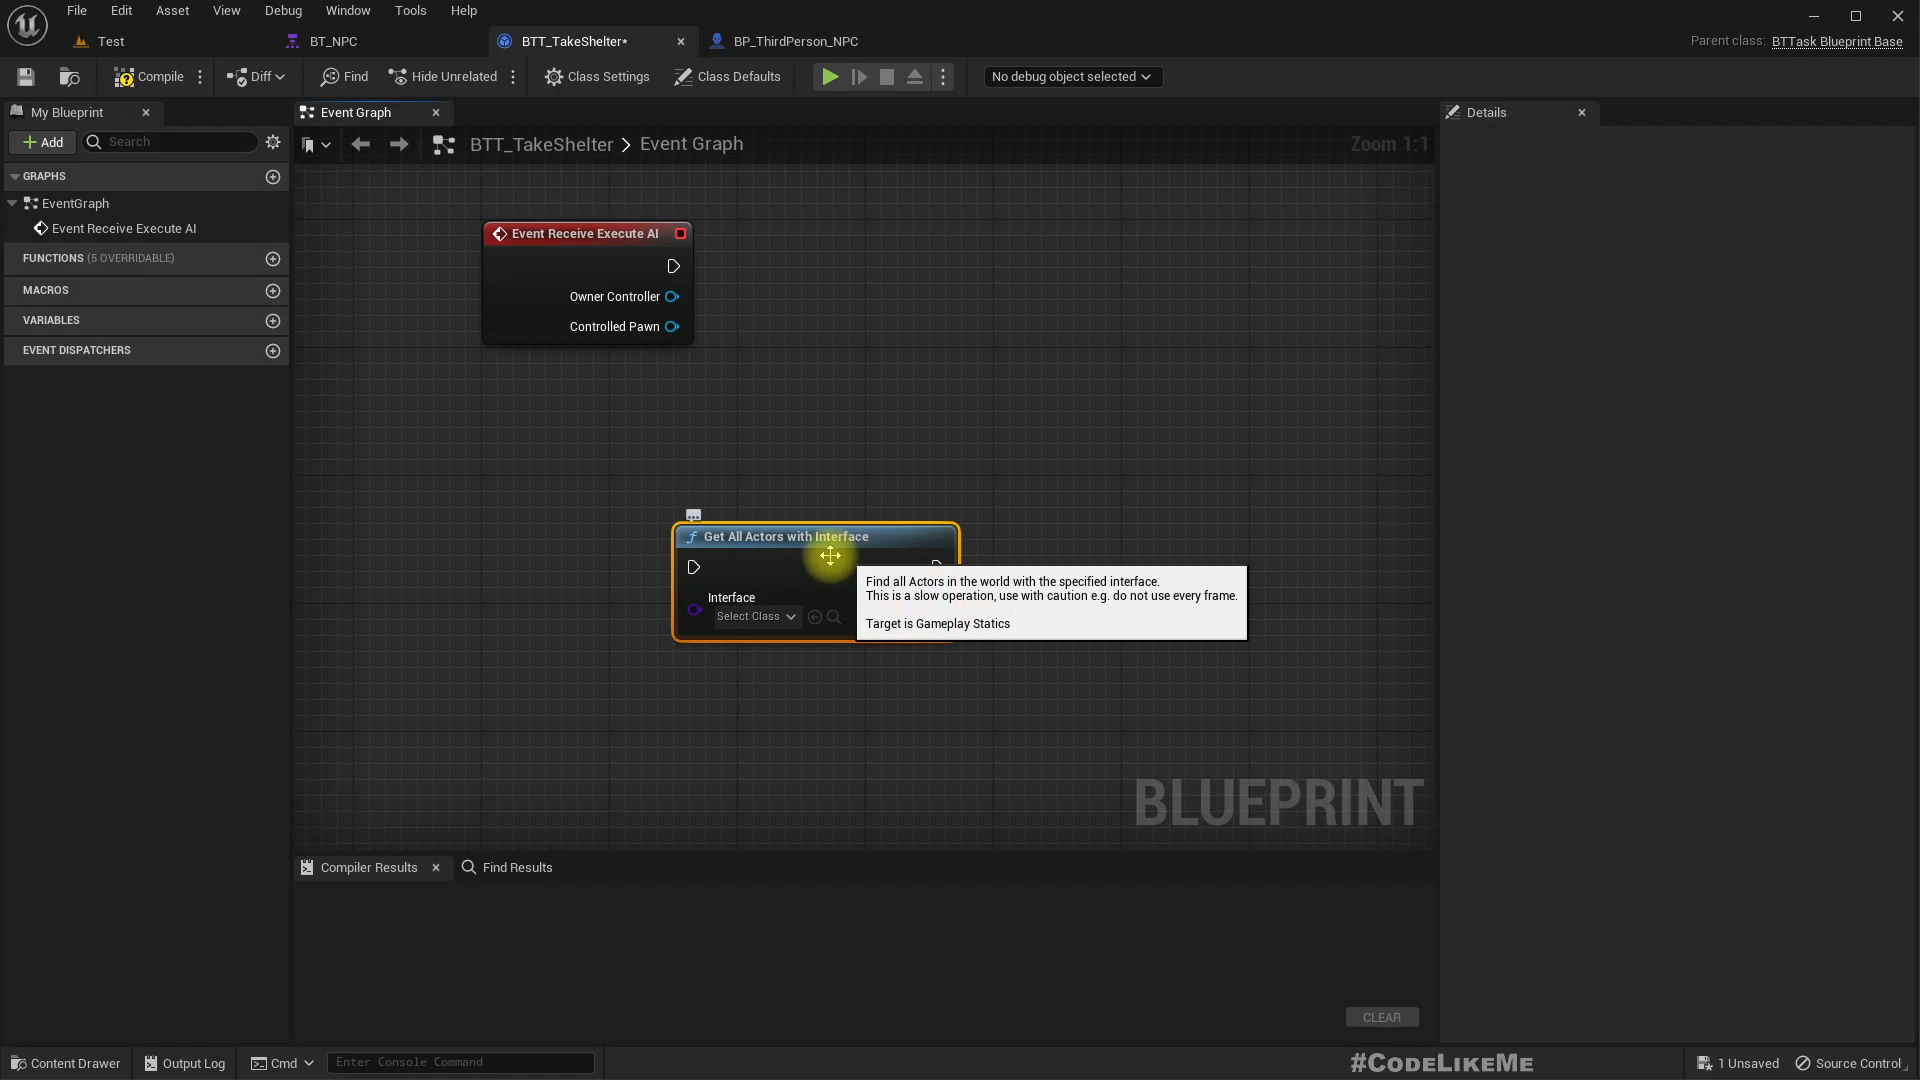 File Edit Asset View Debug Window Tools Help
Test
BT_NPC
BTT_TakeShelter*
BP_ThirdPerson_NPC
Parent class: BTTask Blueprint Base
Compile
Diff
Find
Hide Unrelated
Class Settings
Class Defaults
No debug object selected
My Blueprint
Event Graph
Details
Add
Search
BTT_TakeShelter > Event Graph
Zoom 1:1
GRAPHS
EventGraph
Event Receive Execute AI
FUNCTIONS (5 OVERRIDABLE)
MACROS
VARIABLES
EVENT DISPATCHERS
Event Receive Execute AI
Owner Controller
Controlled Pawn
Get All Actors with Interface
Interface
Select Class
Find all Actors in the world with the specified interface.
This is a slow operation, use with caution e.g. do not use every frame.
Target is Gameplay Statics
BLUEPRINT
Compiler Results
Find Results
CLEAR
Content Drawer
Output Log
Cmd
Enter Console Command
#CodeLikeMe
1 Unsaved
Source Control